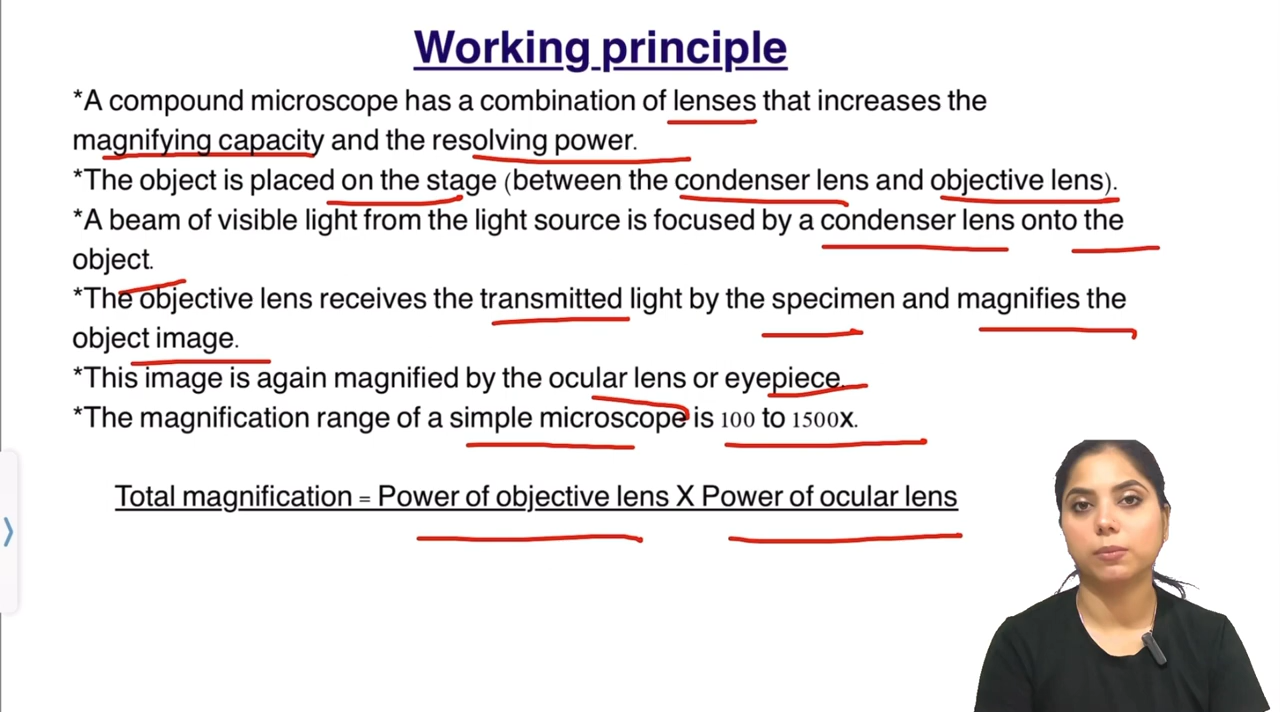 Working principle
*A compound microscope has a combination of lenses that increases the
magnifying capacity and the resolving power.
*The object is placed on the stage (between the condenser lens and objective lens).
*A beam of visible light from the light source is focused by a condenser lens onto the
object.
*The objective lens receives the transmitted light by the specimen and magnifies the
object image.
*This image is again magnified by the ocular lens or eyepiece.
*The magnification range of a simple microscope is 100 to 1500x.
Total magnification = Power of objective lens X Power of ocular lens